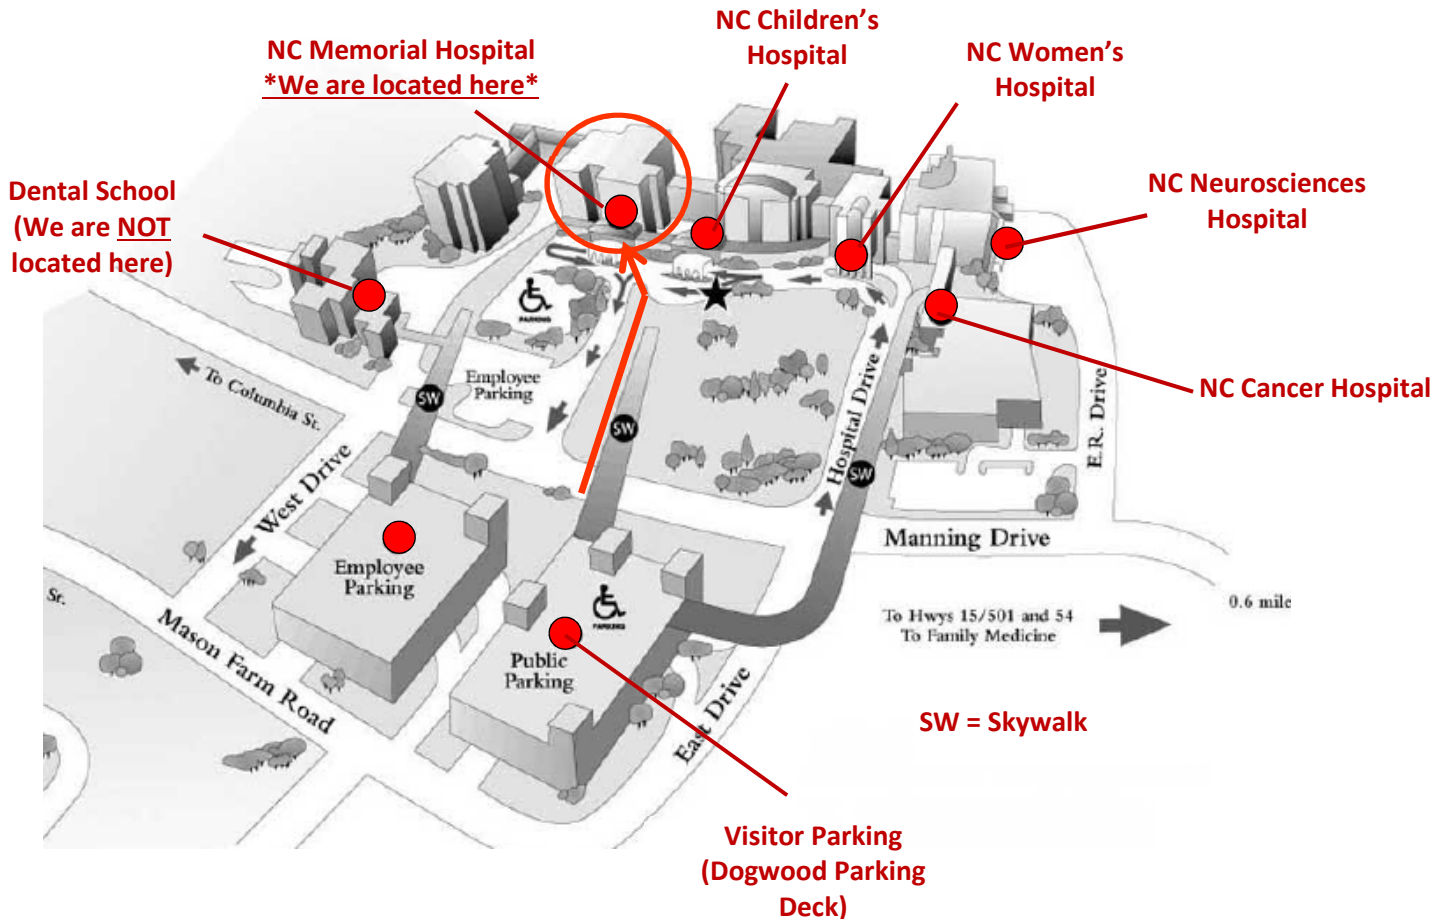 NC Memorial Hospital
*We are located here*
NC Children’s
Hospital
NC Women’s
Hospital
NC Neurosciences
Hospital
Dental School
(We are NOT
located here)
PARKING
To Columbia St.
Employee
Parking
SW
SW
SW
Hospital Drive
NC Cancer Hospital
E.R. Drive
West Drive
Manning Drive
Employee
Parking
St.
Mason Farm Road
PARKING
Public
Parking
East Drive
To Hwys 15/501 and 54
To Family Medicine
0.6 mile
SW = Skywalk
Visitor Parking
(Dogwood Parking
Deck)